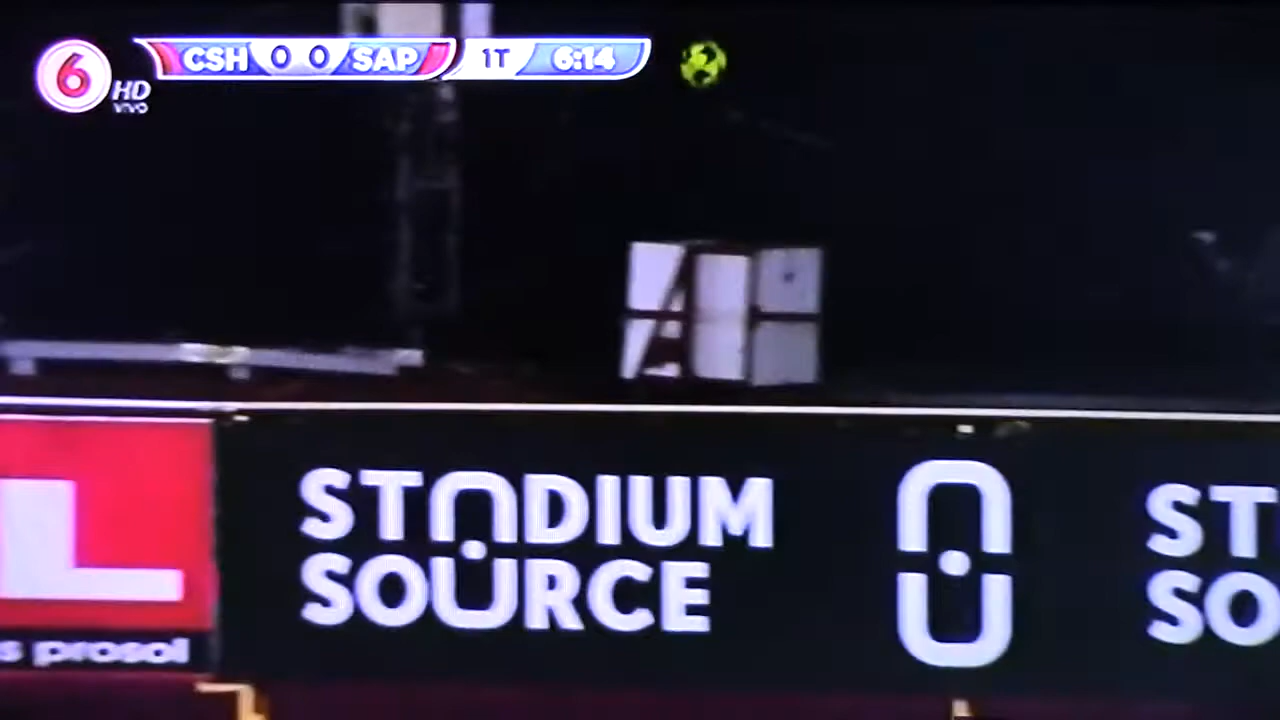 6
HD
VIVO
CSH 0 0 SAP 1T 6:14
L
s prosol
STADIUM
SOURCE
ST
SO